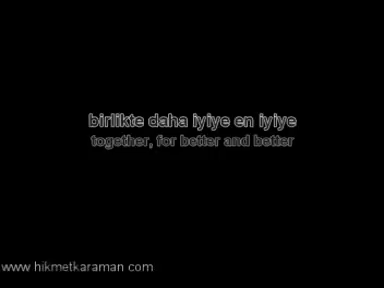 birlikte daha iyiye en iyiye
together, for better and better
www hikmetkaraman com